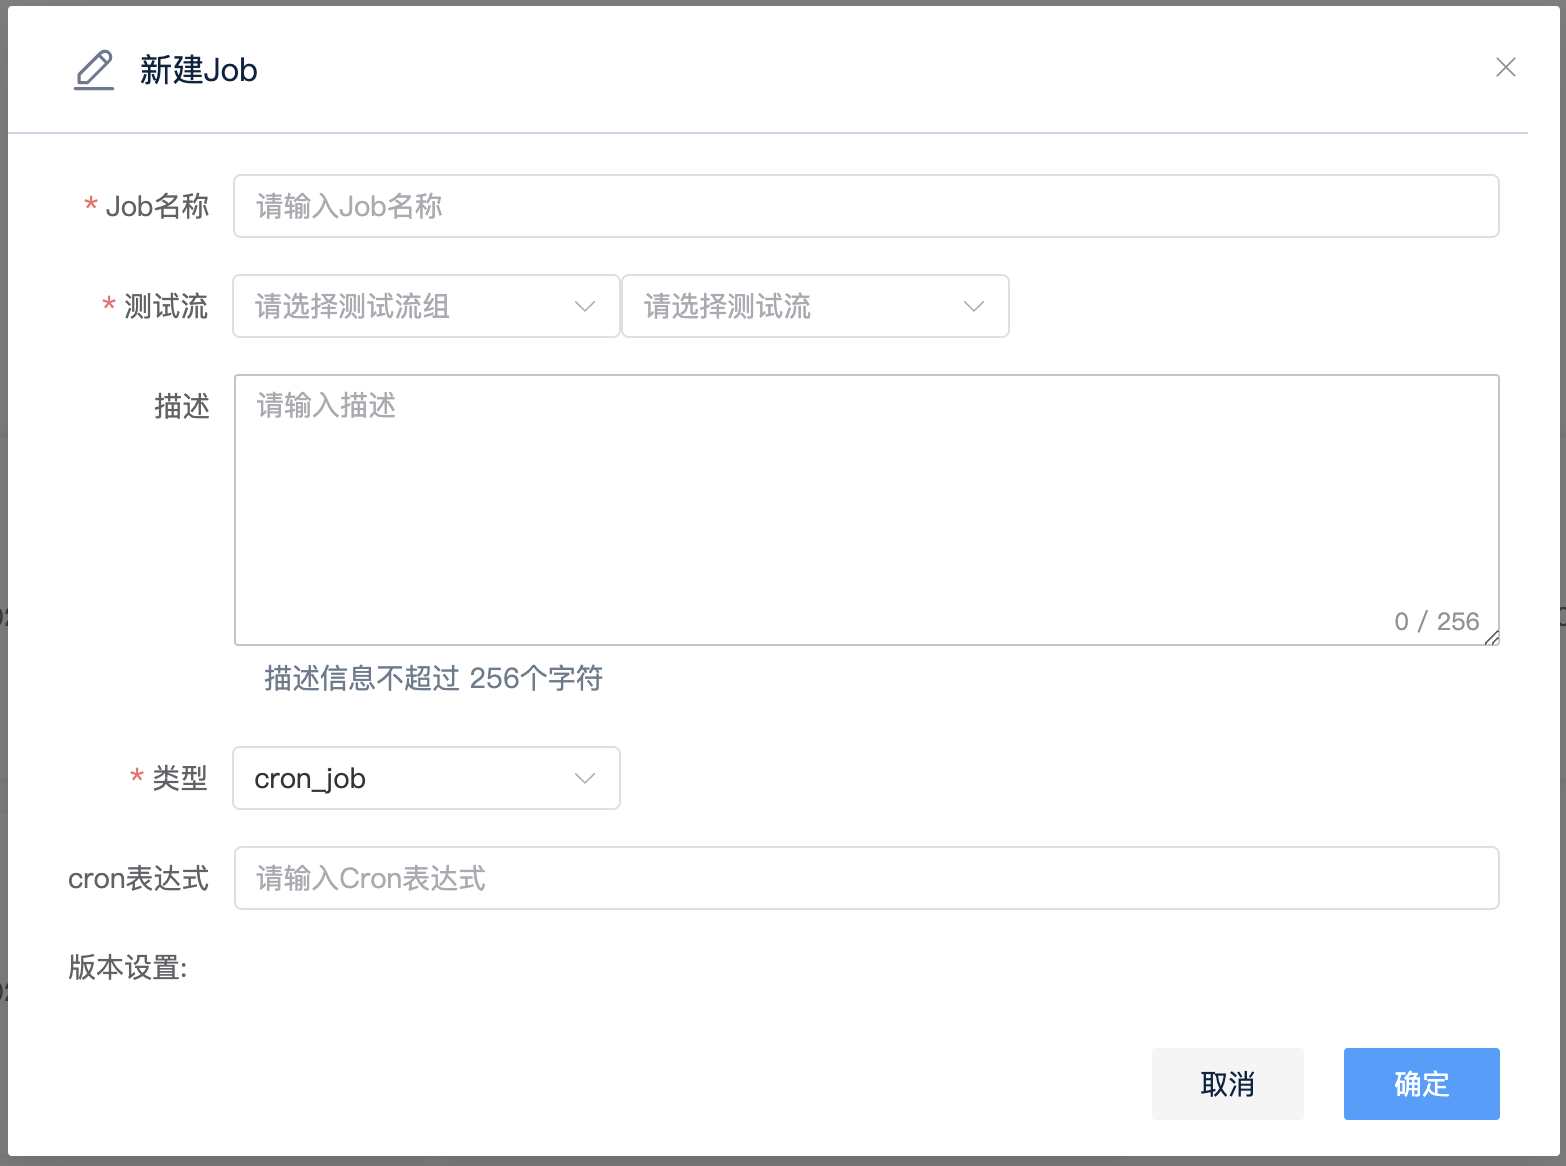 新建Job
* Job名称 请输入Job名称
* 测试流 请选择测试流组 请选择测试流
描述 请输入描述
0 / 256
描述信息不超过 256个字符
* 类型 cron_job
cron表达式 请输入Cron表达式
版本设置:
取消 确定